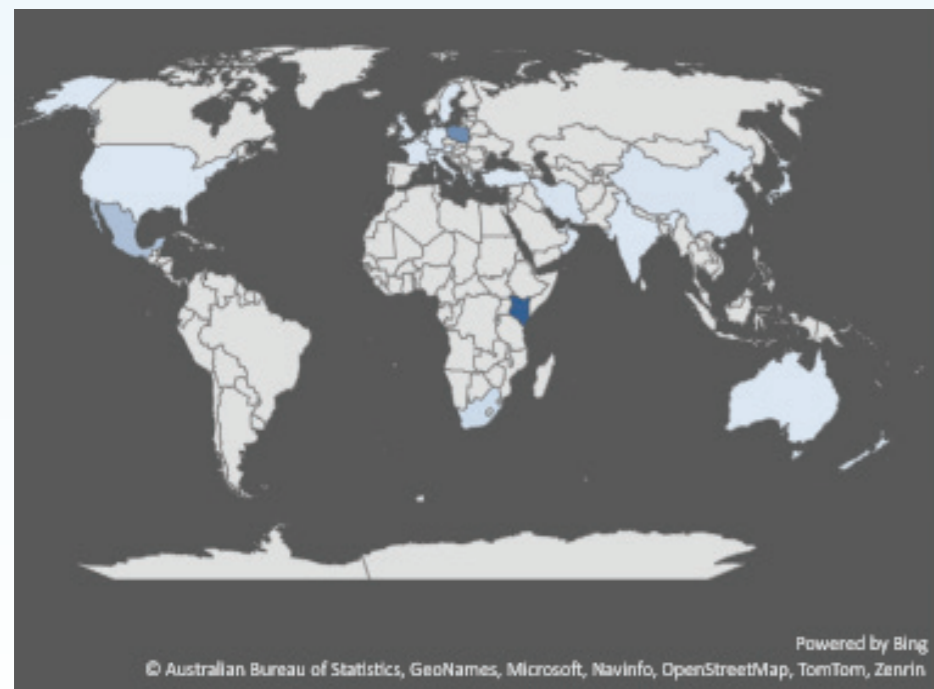 Powered by Bing
© Australian Bureau of Statistics, GeoNames, Microsoft, Navinfo, OpenStreetMap, TomTom, Zenrin